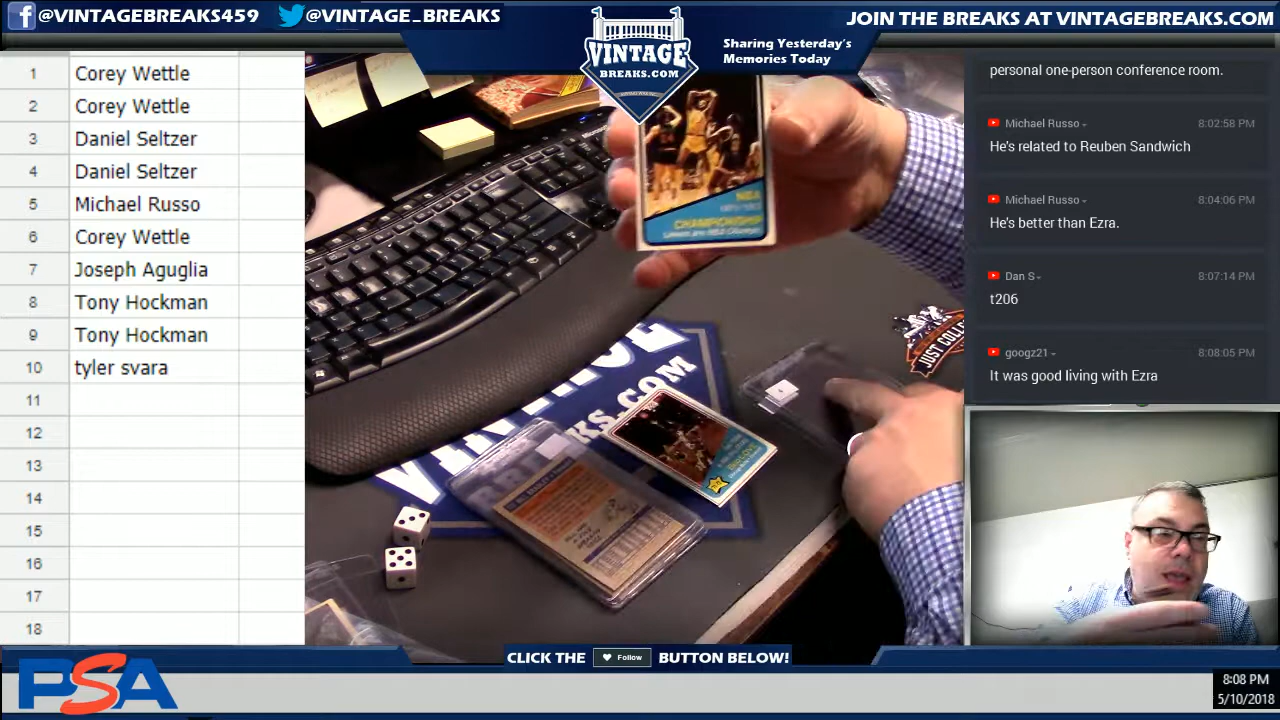 @VINTAGEBREAKS459
@VINTAGE_BREAKS
VINTAGE
BREAKS.COM
Sharing Yesterday's
Memories Today
JOIN THE BREAKS AT VINTAGEBREAKS.COM
1 Corey Wettle
2 Corey Wettle
3 Daniel Seltzer
4 Daniel Seltzer
5 Michael Russo
6 Corey Wettle
7 Joseph Aguglia
8 Tony Hockman
9 Tony Hockman
10 tyler svara
11
12
13
14
15
16
17
18
NBA
CHAMPIONSHIP
JUST COLL
personal one-person conference room.
Michael Russo 8:02:58 PM
He's related to Reuben Sandwich
Michael Russo 8:04:06 PM
He's better than Ezra.
Dan S 8:07:14 PM
t206
googz21 8:08:05 PM
It was good living with Ezra
CLICK THE Follow BUTTON BELOW!
PSA
8:08 PM
5/10/2018